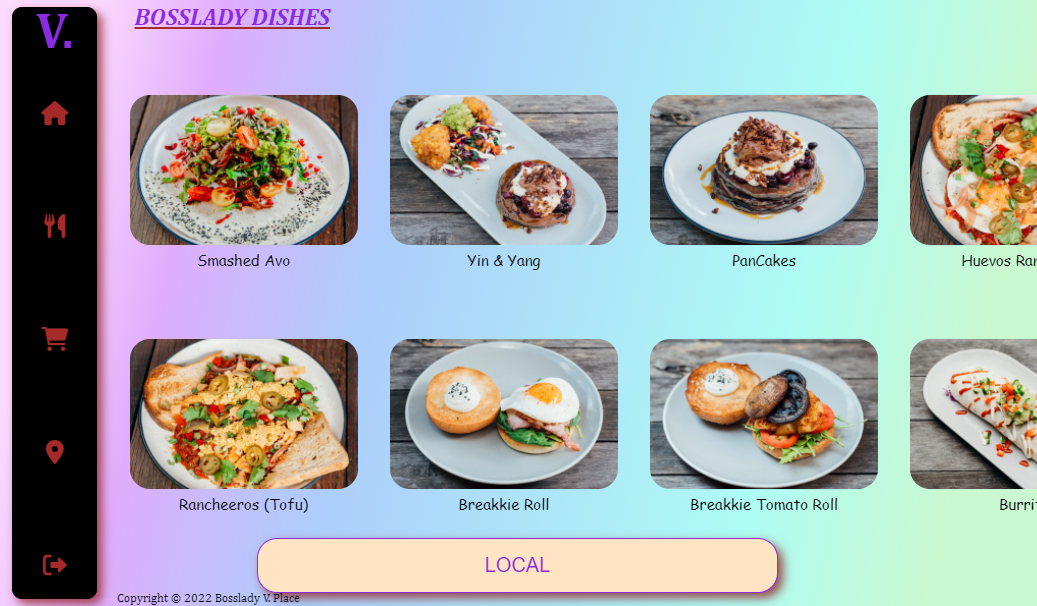 V.
BOSSLADY DISHES
Smashed Avo
Yin & Yang
PanCakes
Huevos Ran
Rancheeros (Tofu)
Breakkie Roll
Breakkie Tomato Roll
Burrit
LOCAL
Copyright © 2022 Bosslady V. Place